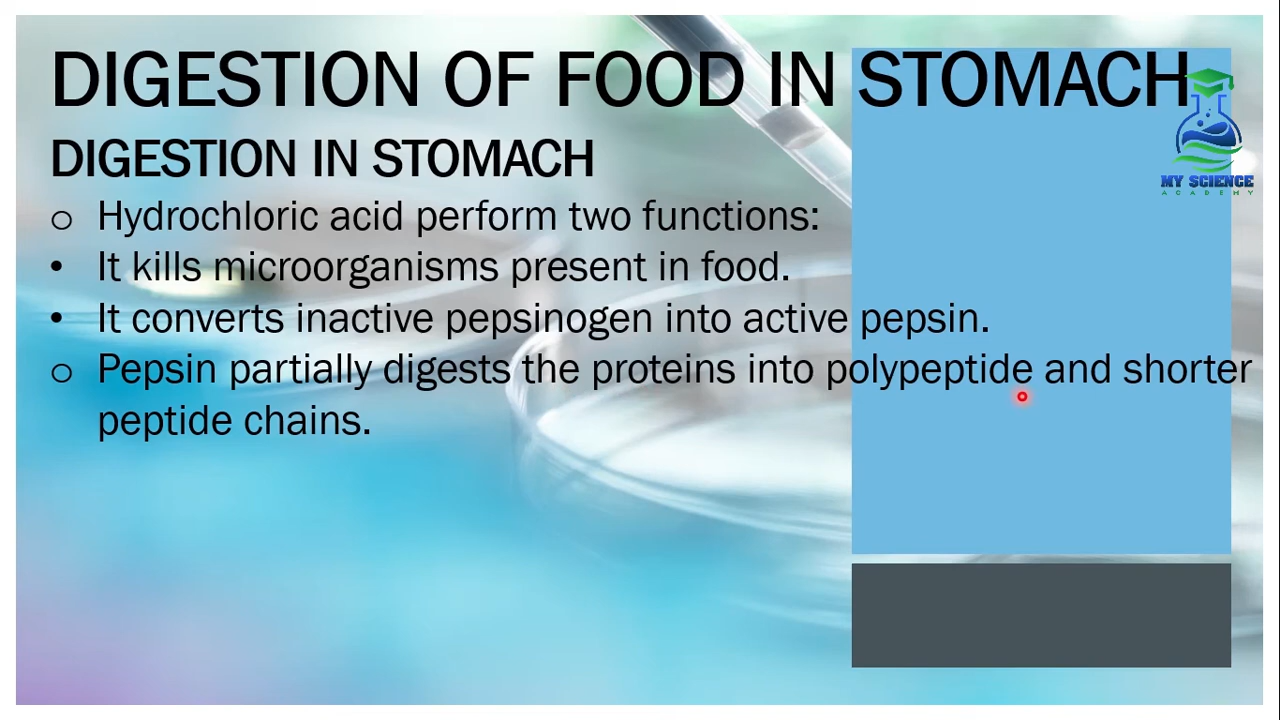 DIGESTION OF FOOD IN STOMACH
DIGESTION IN STOMACH
o Hydrochloric acid perform two functions:
• It kills microorganisms present in food.
• It converts inactive pepsinogen into active pepsin.
o Pepsin partially digests the proteins into polypeptide and shorter
peptide chains.
MY SCIENCE
ACADEMY